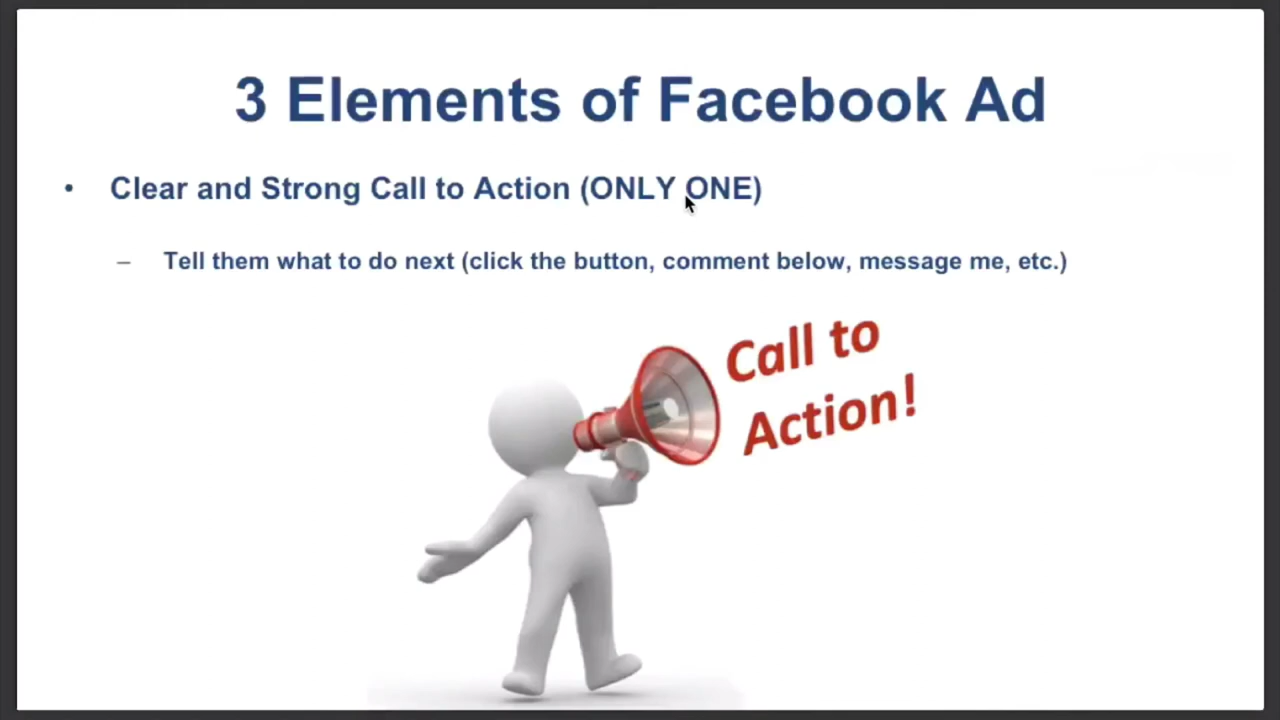 3 Elements of Facebook Ad
• Clear and Strong Call to Action (ONLY ONE)
– Tell them what to do next (click the button, comment below, message me, etc.)
Call to
Action!